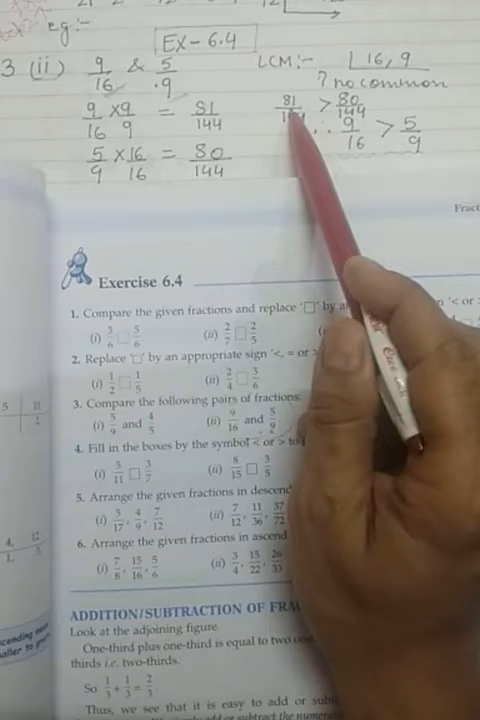 eg:-
EX-6.4
3 (ii) 9/16 & 5/9
LCM:- 16, 9
? no common
9/16 × 9/9 = 81/144
81/144 > 80/144
∴ 9/16 > 5/9
5/9 × 16/16 = 80/144
Fract
Exercise 6.4
1. Compare the given fractions and replace '□' by an 'n '< or >
(i) 3/6 □ 5/6 (ii) 2/7 □ 2/5
2. Replace '□' by an appropriate sign '<, = or >
(i) 1/2 □ 1/5 (ii) 2/4 □ 3/6
3. Compare the following pairs of fractions:
(i) 5/9 and 4/5 (ii) 9/16 and 5/9
4. Fill in the boxes by the symbol < or > to
(i) 5/11 □ 3/7 (ii) 8/15 □ 3/5
5. Arrange the given fractions in descend
(i) 5/17, 4/9, 7/12 (ii) 7/12, 11/36, 37/72
6. Arrange the given fractions in ascend
(i) 7/8, 15/16, 5/6 (ii) 3/4, 15/22, 26/33
ADDITION/SUBTRACTION OF FRA
Look at the adjoining figure.
One-third plus one-third is equal to two
thirds i.e. two-thirds.
So 1/3 + 1/3 = 2/3.
Thus, we see that it is easy to add or subt